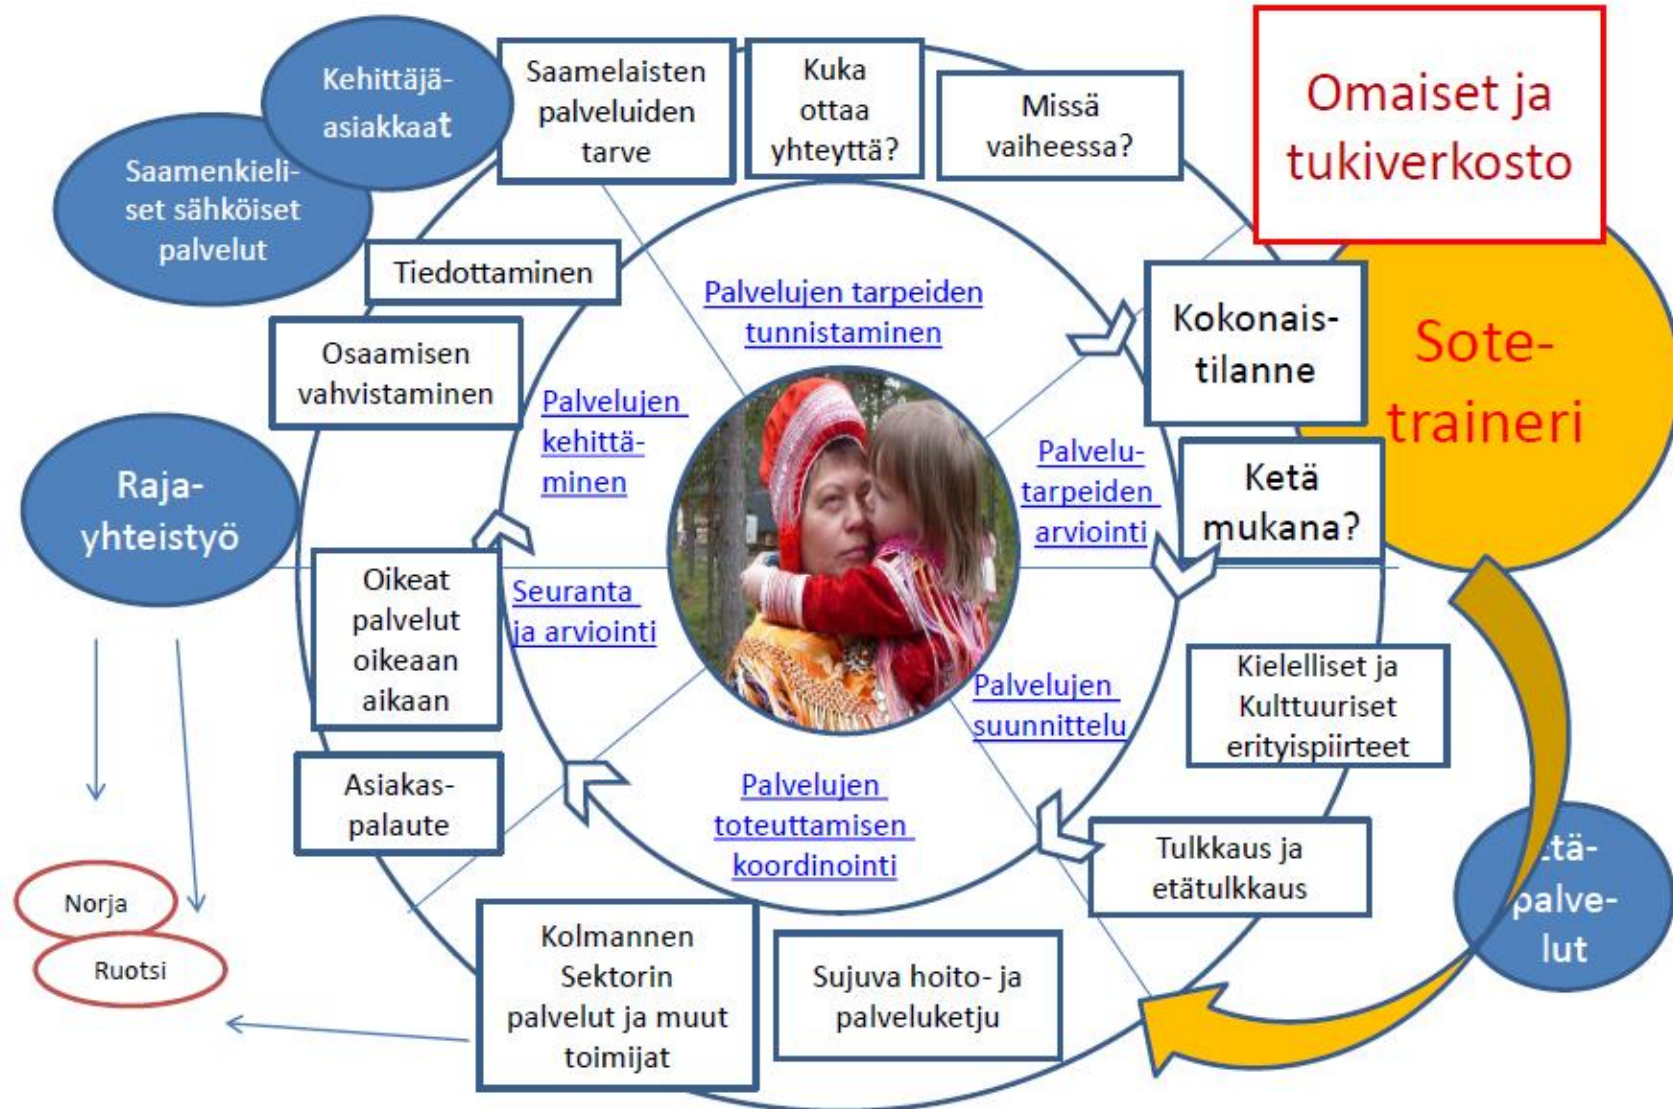 Kehittäjä-
asiakkaat
Saamenkieli-
set sähköiset
palvelut
Saamelaisten
palveluiden
tarve
Kuka
ottaa
yhteyttä?
Missä
vaiheessa?
Omaiset ja
tukiverkosto
Sote-
traineri
Kokonais-
tilanne
Ketä
mukana?
Kielelliset ja
Kulttuuriset
erityispiirteet
Tulkkaus ja
etätulkkaus
Etä-
palve-
lut
Sujuva hoito- ja
palveluketju
Kolmannen
Sektorin
palvelut ja muut
toimijat
Asiakas-
palaute
Oikeat
palvelut
oikeaan
aikaan
Raja-
yhteistyö
Norja
Ruotsi
Osaamisen
vahvistaminen
Tiedottaminen
Palvelujen tarpeiden
tunnistaminen
Palvelu-
tarpeiden
arviointi
Palvelujen
suunnittelu
Palvelujen
toteuttamisen
koordinointi
Seuranta
ja arviointi
Palvelujen
kehittä-
minen